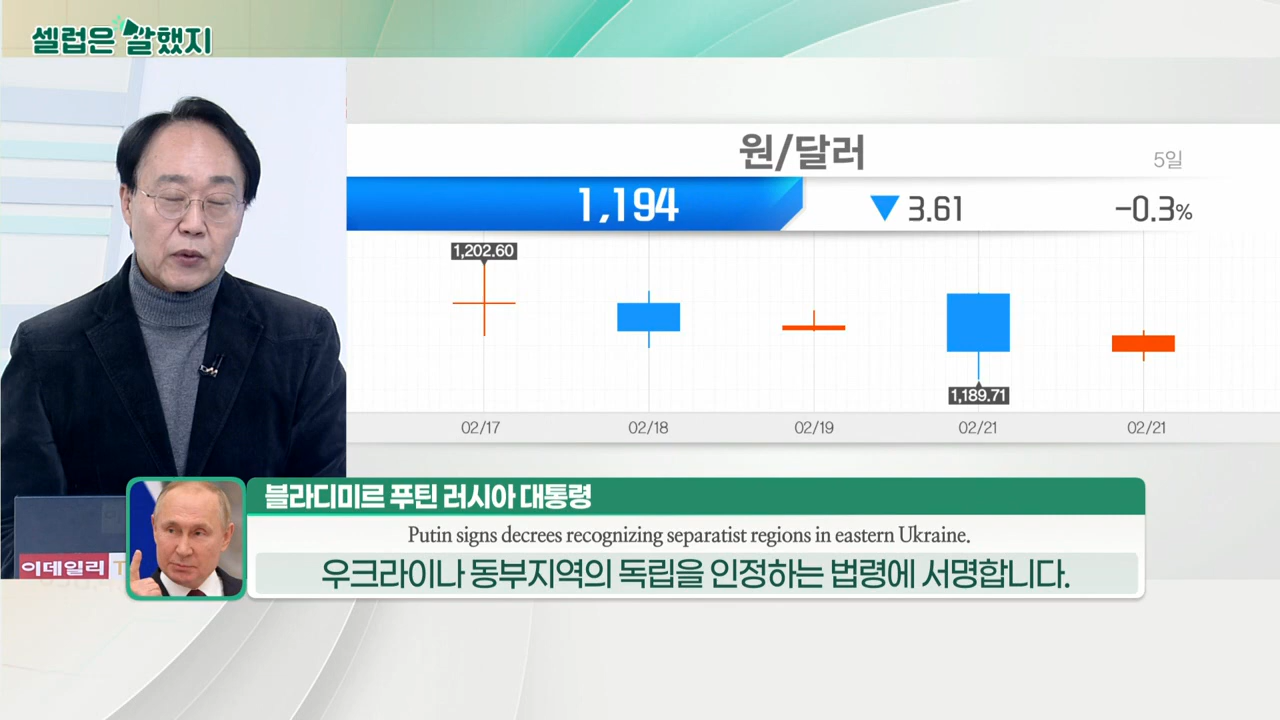 셀럽은 말했지
원/달러
5일
1,194
▼ 3.61
-0.3%
1,202.60
1,189.71
02/17
02/18
02/19
02/21
02/21
이데일리 T
블라디미르 푸틴 러시아 대통령
Putin signs decrees recognizing separatist regions in eastern Ukraine.
우크라이나 동부지역의 독립을 인정하는 법령에 서명합니다.